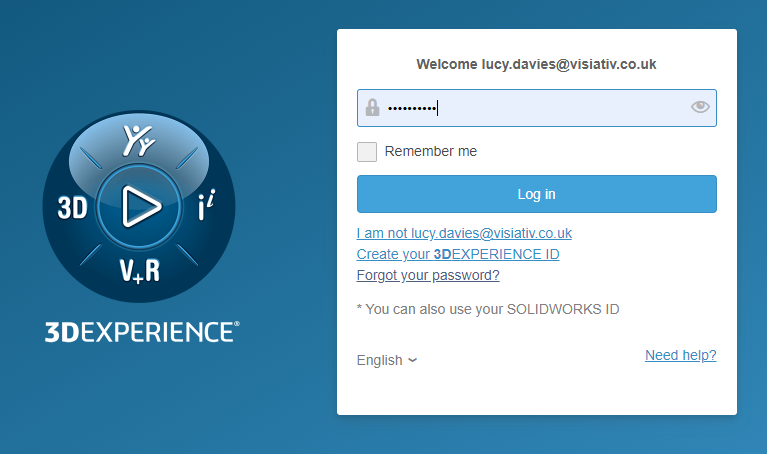 Welcome lucy.davies@visiativ.co.uk
••••••••••
Remember me
Log in
I am not lucy.davies@visiativ.co.uk
Create your 3DEXPERIENCE ID
Forgot your password?
* You can also use your SOLIDWORKS ID
English
Need help?
3D
i i
V+R
3DEXPERIENCE®